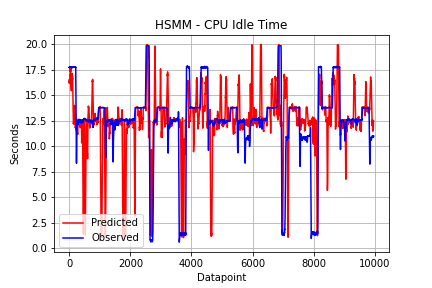 HSMM - CPU Idle Time
20.0
17.5
15.0
12.5
10.0
7.5
5.0
2.5
0.0
Seconds
Predicted
Observed
0 2000 4000 6000 8000 10000
Datapoint